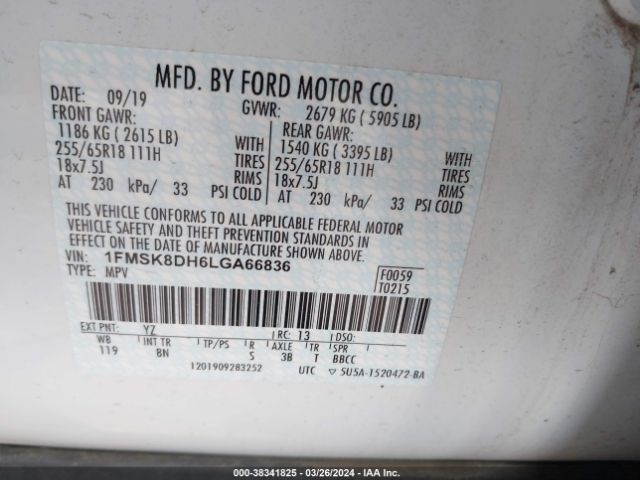 MFD. BY FORD MOTOR CO.
DATE: 09/19 GVWR: 2679 KG ( 5905 LB)
FRONT GAWR: REAR GAWR:
1186 KG ( 2615 LB) WITH 1540 KG ( 3395 LB) WITH
255/65R18 111H TIRES 255/65R18 111H TIRES
18x7.5J RIMS 18x7.5J RIMS
AT 230 kPa/ 33 PSI COLD AT 230 kPa/ 33 PSI COLD
THIS VEHICLE CONFORMS TO ALL APPLICABLE FEDERAL MOTOR
VEHICLE SAFETY AND THEFT PREVENTION STANDARDS IN
EFFECT ON THE DATE OF MANUFACTURE SHOWN ABOVE.
VIN: 1FMSK8DH6LGA66836 F0059
TYPE: MPV T0215
EXT PNT: YZ RC: 13 DSO:
WB INT TR TP/PS R AXLE TR SPR
119 BN S 3B T BBCC
1201909283252 UTC ▽ 5U5A-1520472-BA
000-38341825 - 03/26/2024 - IAA Inc.